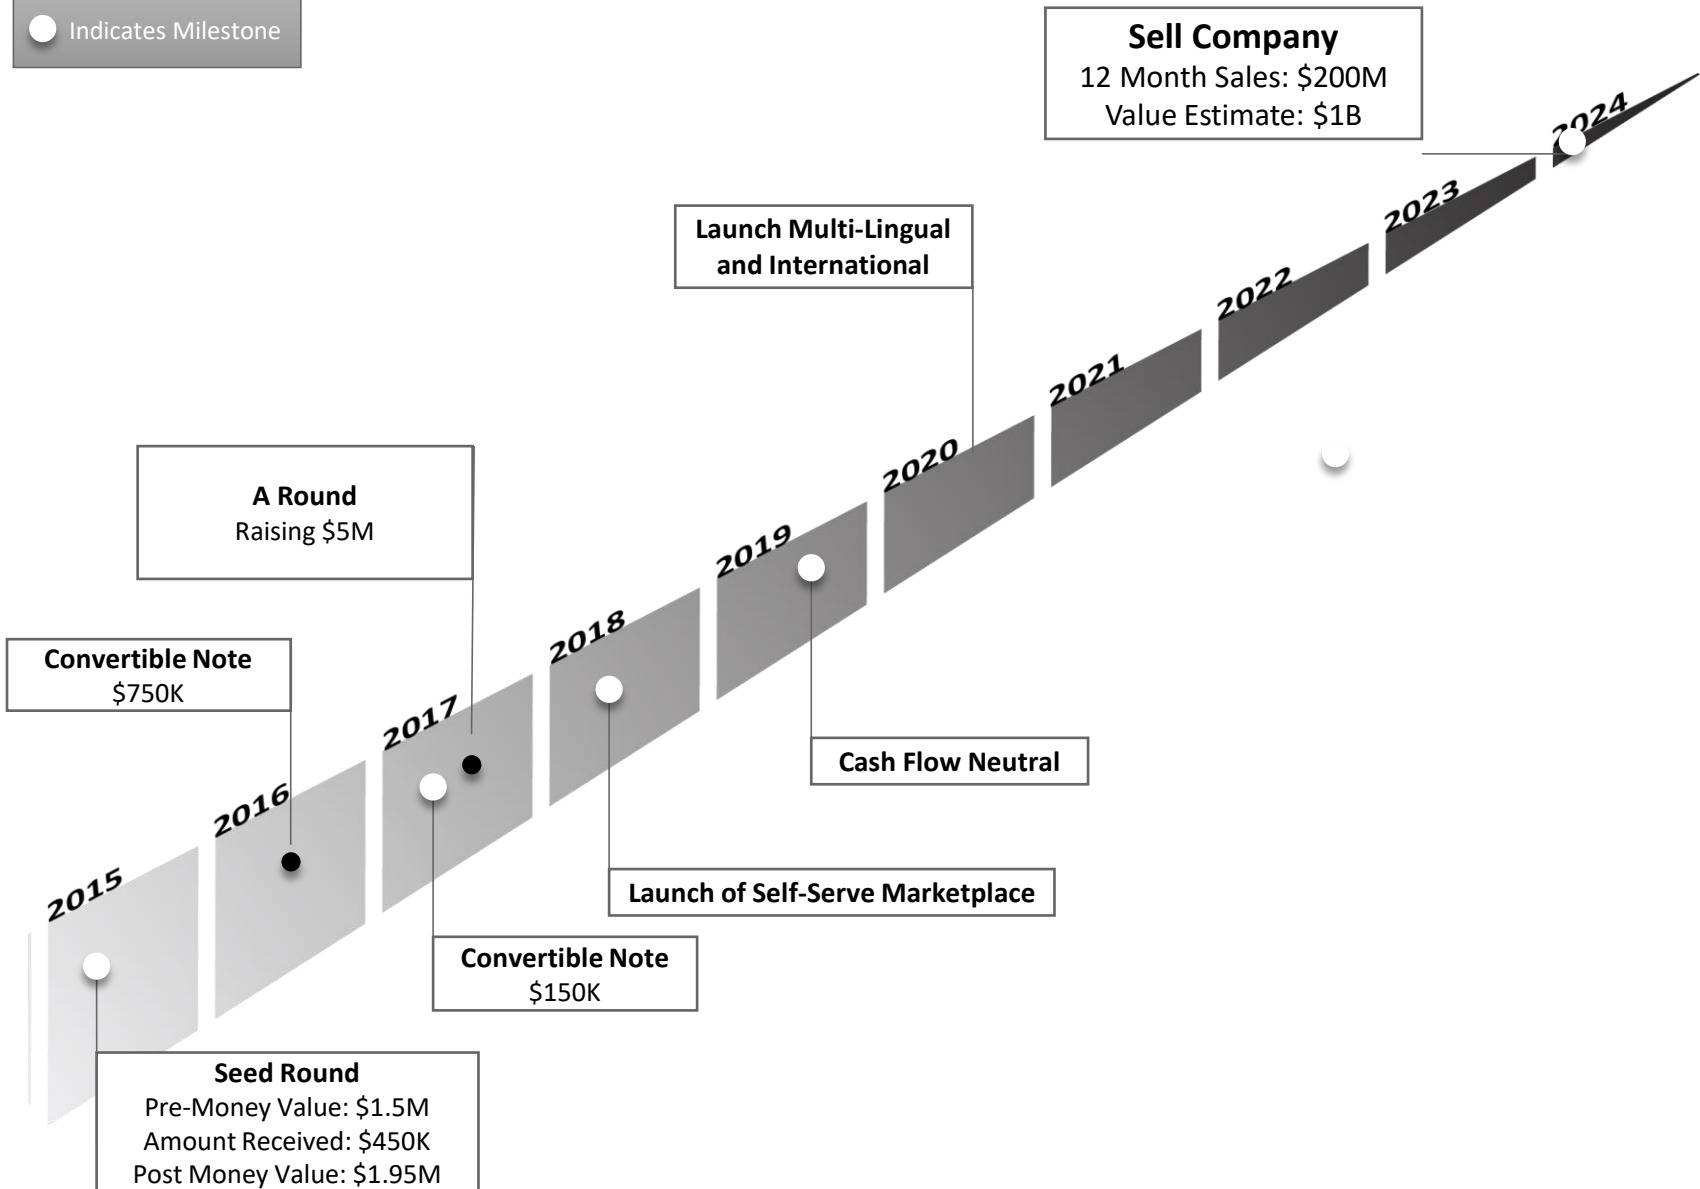 Indicates Milestone
Sell Company
12 Month Sales: $200M
Value Estimate: $1B
2024
2023
Launch Multi-Lingual
and International
2022
2021
2020
A Round
Raising $5M
2019
2018
Convertible Note
$750K
2017
Cash Flow Neutral
2016
Launch of Self-Serve Marketplace
2015
Convertible Note
$150K
Seed Round
Pre-Money Value: $1.5M
Amount Received: $450K
Post Money Value: $1.95M